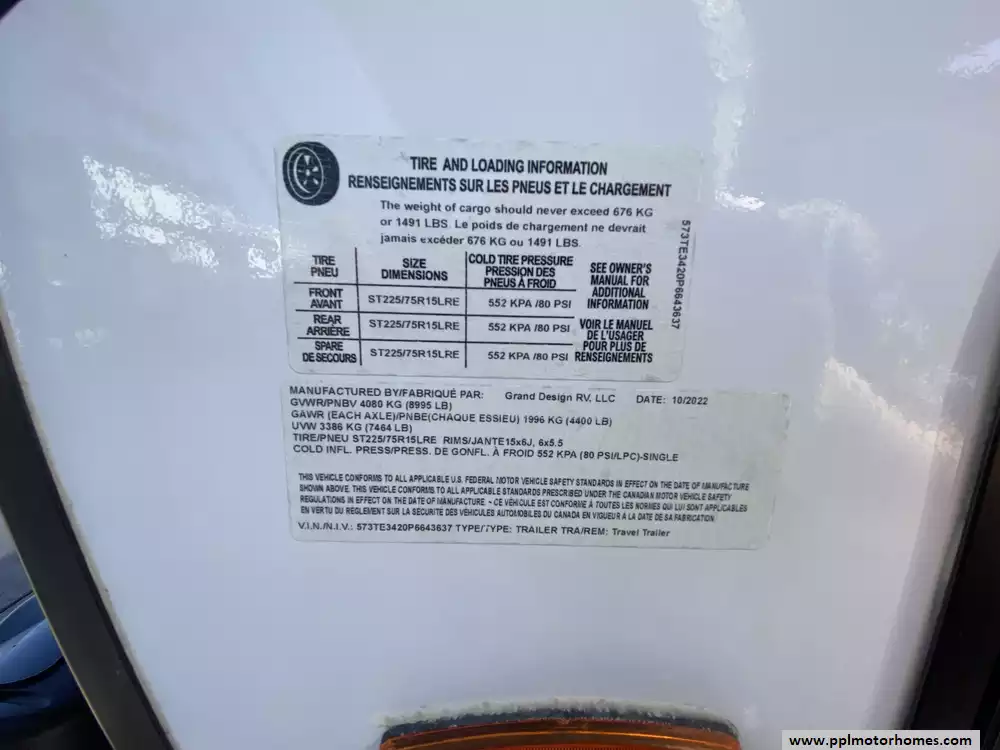 TIRE AND LOADING INFORMATION
RENSEIGNEMENTS SUR LES PNEUS ET LE CHARGEMENT
The weight of cargo should never exceed 676 KG
or 1491 LBS. Le poids de chargement ne devrait
jamais excéder 676 KG ou 1491 LBS.
TIRE PNEU SIZE DIMENSIONS COLD TIRE PRESSURE PRESSION DES PNEUS À FROID
FRONT AVANT ST225/75R15LRE 552 KPA /80 PSI
REAR ARRIÈRE ST225/75R15LRE 552 KPA /80 PSI
SPARE DE SECOURS ST225/75R15LRE 552 KPA /80 PSI
SEE OWNER'S
MANUAL FOR
ADDITIONAL
INFORMATION
VOIR LE MANUEL
DE L'USAGER
POUR PLUS DE
RENSEIGNEMENTS
573TE3420P6643637
MANUFACTURED BY/FABRIQUÉ PAR: Grand Design RV, LLC DATE: 10/2022
GVWR/PNBV 4080 KG (8995 LB)
GAWR (EACH AXLE)/PNBE(CHAQUE ESSIEU) 1996 KG (4400 LB)
UVW 3386 KG (7464 LB)
TIRE/PNEU ST225/75R15LRE RIMS/JANTE15x6J, 6x5.5
COLD INFL. PRESS/PRESS. DE GONFL. À FROID 552 KPA (80 PSI/LPC)-SINGLE
THIS VEHICLE CONFORMS TO ALL APPLICABLE U.S. FEDERAL MOTOR VEHICLE SAFETY STANDARDS IN EFFECT ON THE DATE OF MANUFACTURE
SHOWN ABOVE. THIS VEHICLE CONFORMS TO ALL APPLICABLE STANDARDS PRESCRIBED UNDER THE CANADIAN MOTOR VEHICLE SAFETY
REGULATIONS IN EFFECT ON THE DATE OF MANUFACTURE. - CE VÉHICULE EST CONFORME À TOUTES LES NORMES QUI LUI SONT APPLICABLES
EN VERTU DU RÈGLEMENT SUR LA SÉCURITÉ DES VÉHICULES AUTOMOBILES DU CANADA EN VIGUEUR À LA DATE DE SA FABRICATION
V.I.N./N.I.V.: 573TE3420P6643637 TYPE/TYPE: TRAILER TRA/REM: Travel Trailer
www.pplmotorhomes.com